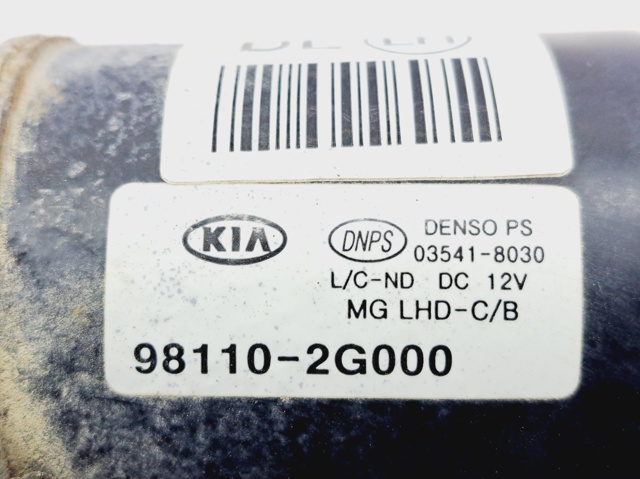 KIA
DNPS
DENSO PS
03541-8030
L/C-ND DC 12V
MG LHD-C/B
98110-2G000